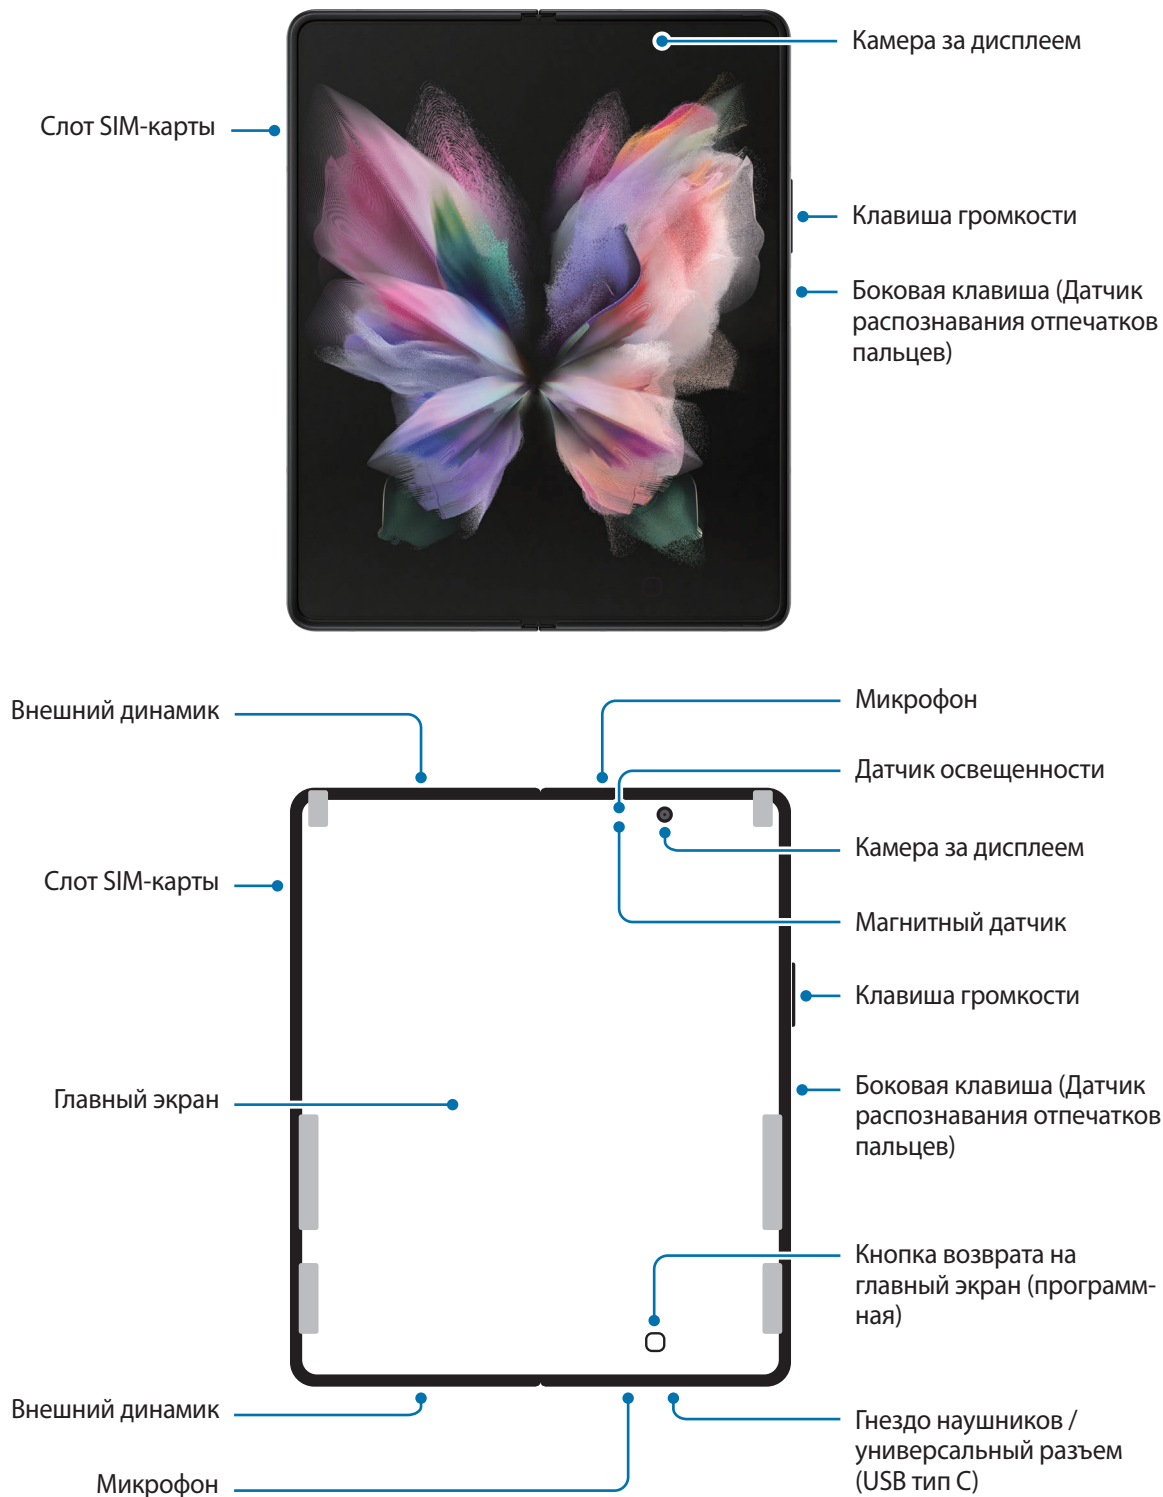 Камера за дисплеем
Слот SIM-карты
Клавиша громкости
Боковая клавиша (Датчик
распознавания отпечатков
пальцев)
Внешний динамик
Микрофон
Датчик освещенности
Камера за дисплеем
Слот SIM-карты
Магнитный датчик
Клавиша громкости
Главный экран
Боковая клавиша (Датчик
распознавания отпечатков
пальцев)
Кнопка возврата на
главный экран (программ-
ная)
Внешний динамик
Гнездо наушников /
универсальный разъем
(USB тип C)
Микрофон